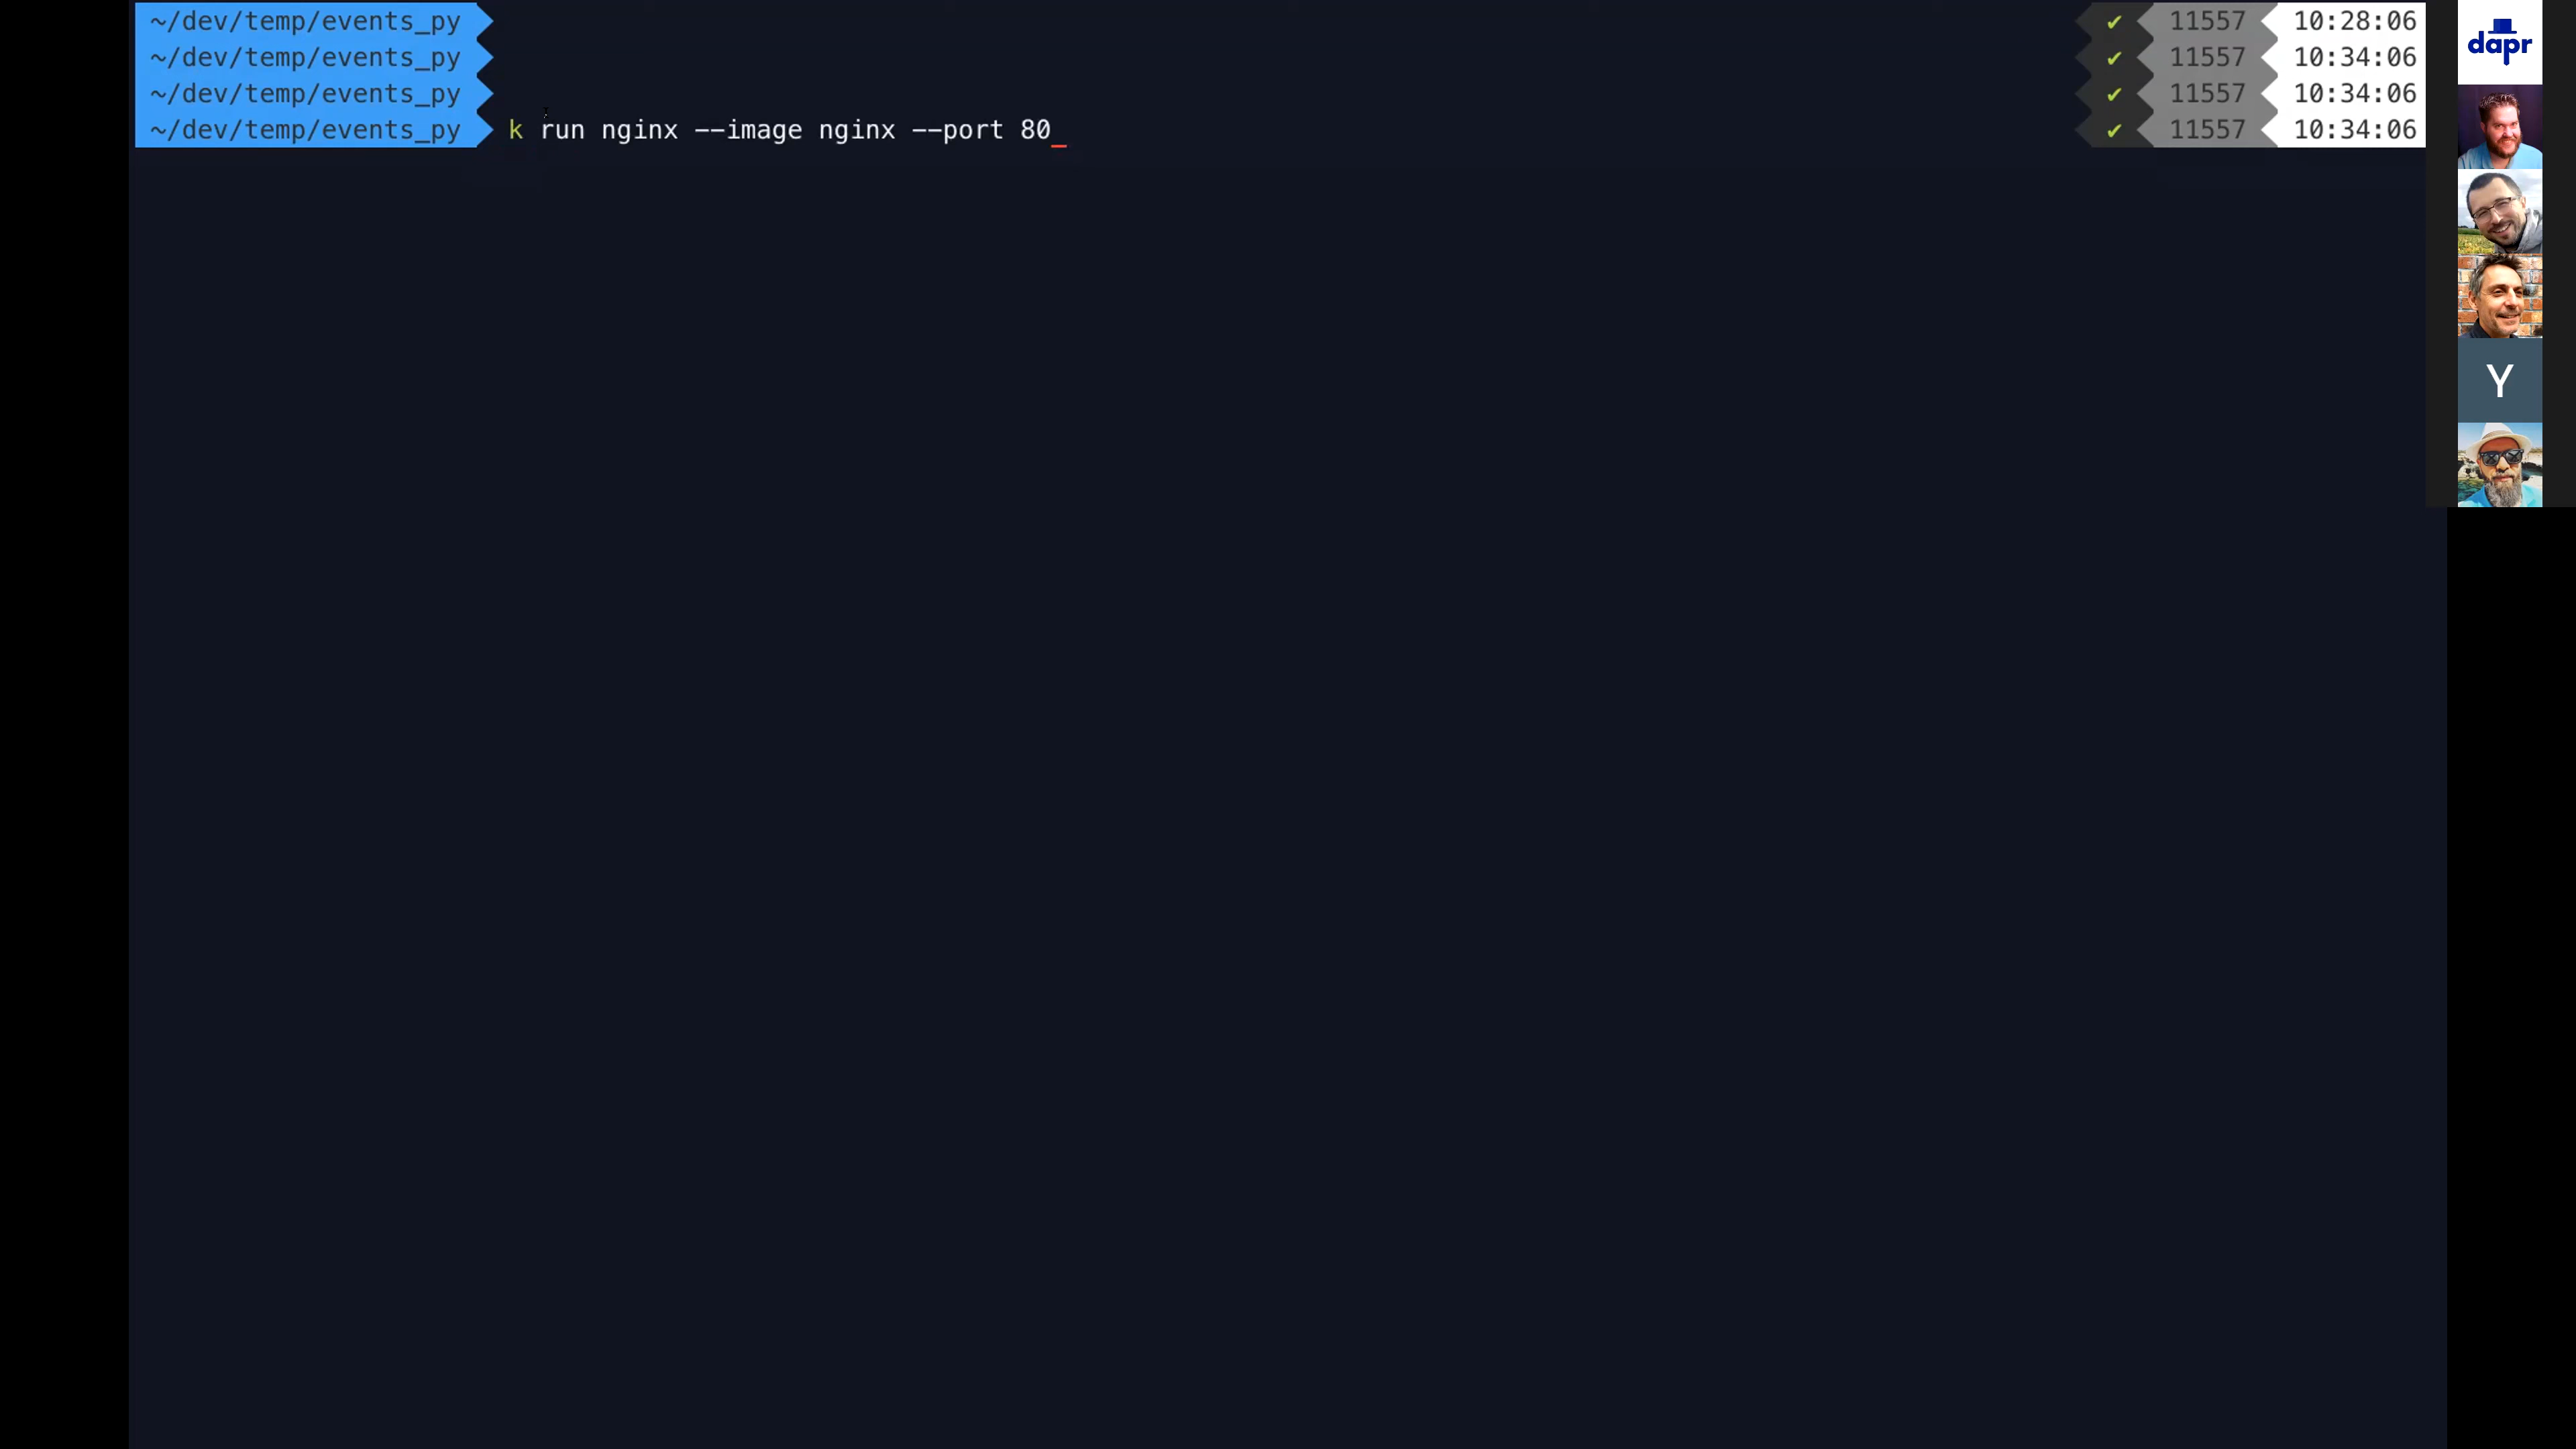 ~/dev/temp/events_py ✔ 11557 10:28:06
~/dev/temp/events_py ✔ 11557 10:34:06
~/dev/temp/events_py ✔ 11557 10:34:06
~/dev/temp/events_py k run nginx --image nginx --port 80_ ✔ 11557 10:34:06
dapr
Y